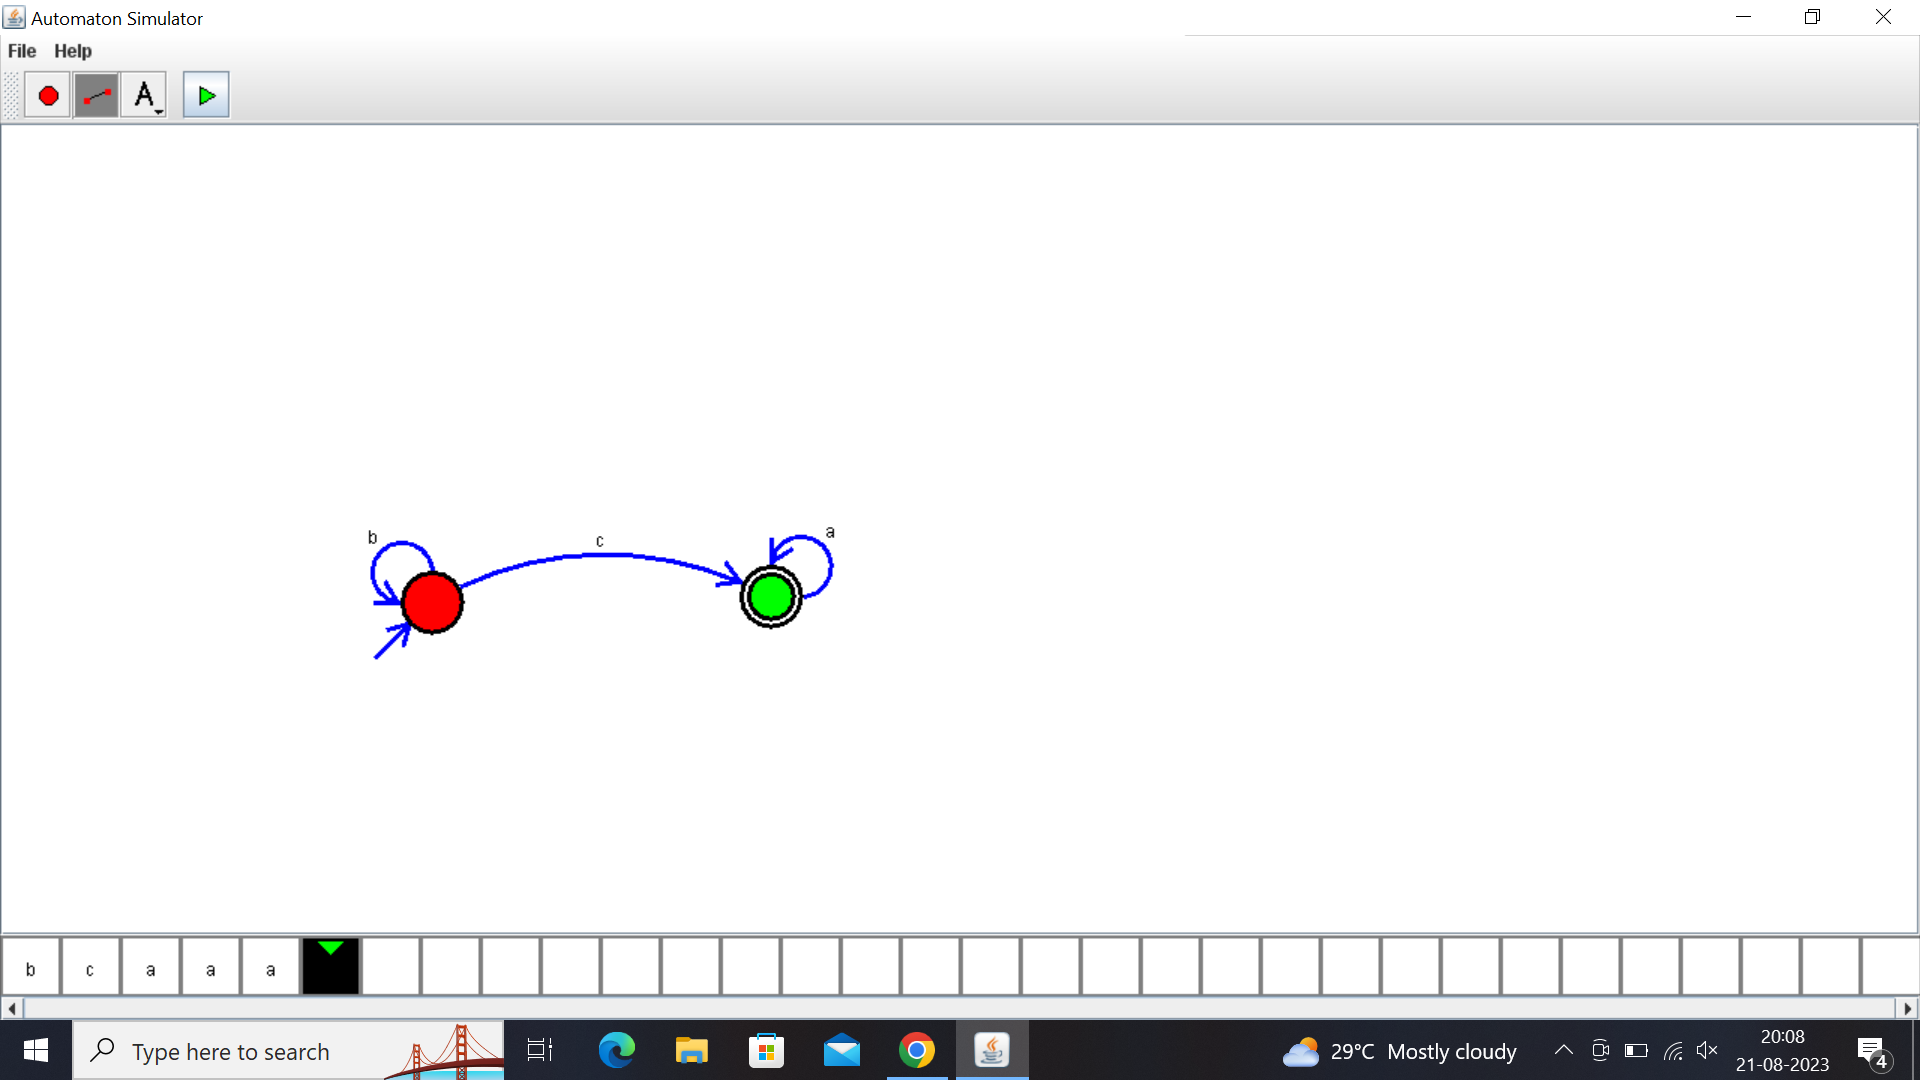 Automaton Simulator
File Help
A
b
c
a
b c a a a
Type here to search
29°C Mostly cloudy
20:08
21-08-2023
4